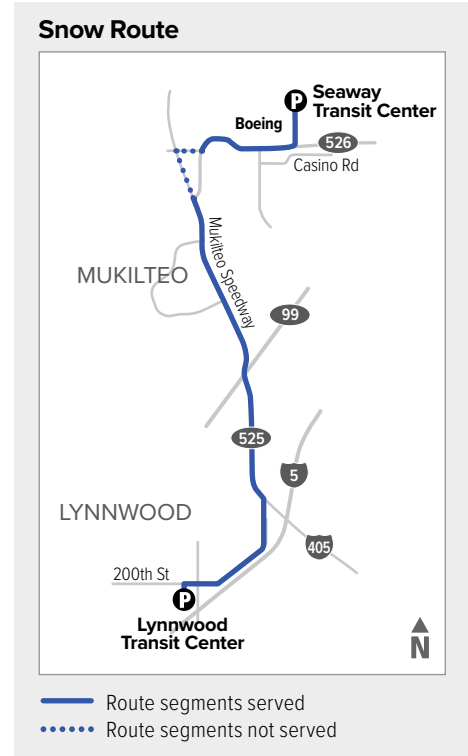 Snow Route
Seaway
Transit Center
Boeing
526
Casino Rd
Mukilteo Speedway
MUKILTEO
99
525
5
LYNNWOOD
405
200th St
P
P
Lynnwood
Transit Center
N
Route segments served
Route segments not served